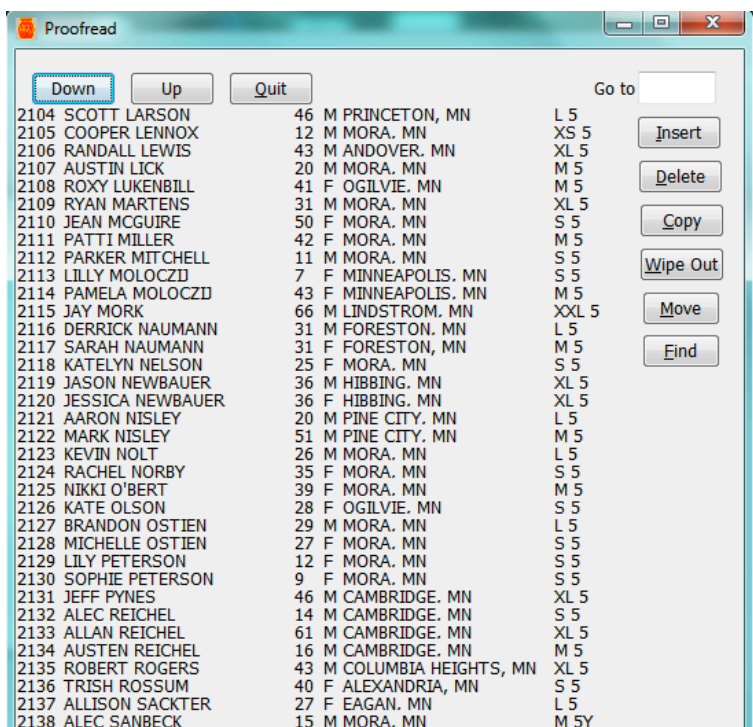 Proofread
Down Up Quit Go to
2104 SCOTT LARSON 46 M PRINCETON, MN L 5
2105 COOPER LENNOX 12 M MORA, MN XS 5
Insert
2106 RANDALL LEWIS 43 M ANDOVER, MN XL 5
2107 AUSTIN LICK 20 M MORA, MN M 5
2108 ROXY LUKENBILL 41 F OGILVIE, MN M 5
Delete
2109 RYAN MARTENS 31 M MORA, MN XL 5
2110 JEAN MCGUIRE 50 F MORA, MN S 5
Copy
2111 PATTI MILLER 42 F MORA, MN M 5
2112 PARKER MITCHELL 11 M MORA, MN S 5
Wipe Out
2113 LILLY MOLOCZIJ 7 F MINNEAPOLIS, MN S 5
2114 PAMELA MOLOCZIJ 43 F MINNEAPOLIS, MN M 5
2115 JAY MORK 66 M LINDSTROM, MN XXL 5
Move
2116 DERRICK NAUMANN 31 M FORESTON, MN L 5
2117 SARAH NAUMANN 31 F FORESTON, MN M 5
Find
2118 KATELYN NELSON 25 F MORA, MN S 5
2119 JASON NEWBAUER 36 M HIBBING, MN XL 5
2120 JESSICA NEWBAUER 36 F HIBBING, MN XL 5
2121 AARON NISLEY 20 M PINE CITY, MN L 5
2122 MARK NISLEY 51 M PINE CITY, MN M 5
2123 KEVIN NOLT 26 M MORA, MN L 5
2124 RACHEL NORBY 35 F MORA, MN S 5
2125 NIKKI O'BERT 39 F MORA, MN M 5
2126 KATE OLSON 28 F OGILVIE, MN S 5
2127 BRANDON OSTIEN 29 M MORA, MN L 5
2128 MICHELLE OSTIEN 27 F MORA, MN S 5
2129 LILY PETERSON 12 F MORA, MN S 5
2130 SOPHIE PETERSON 9 F MORA, MN S 5
2131 JEFF PYNES 46 M CAMBRIDGE, MN XL 5
2132 ALEC REICHEL 14 M CAMBRIDGE, MN S 5
2133 ALLAN REICHEL 61 M CAMBRIDGE, MN XL 5
2134 AUSTEN REICHEL 16 M CAMBRIDGE, MN M 5
2135 ROBERT ROGERS 43 M COLUMBIA HEIGHTS, MN XL 5
2136 TRISH ROSSUM 40 F ALEXANDRIA, MN S 5
2137 ALLISON SACKTER 27 F EAGAN, MN L 5
2138 ALEC SANBECK 15 M MORA, MN M 5Y